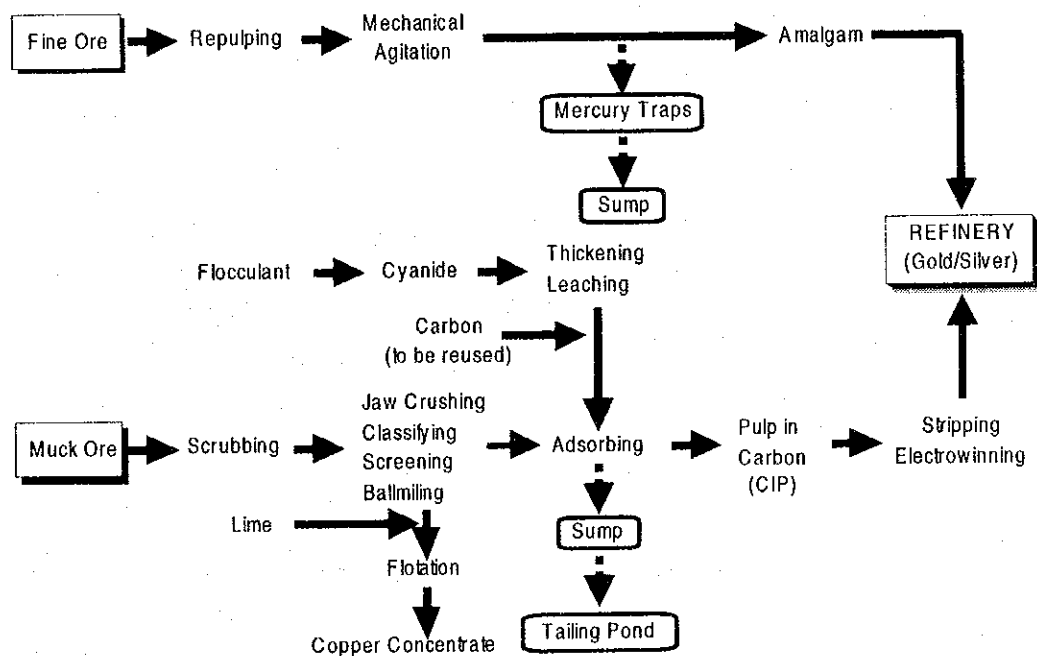 Fine Ore
Repulping
Mechanical
Agitation
Amalgam
Mercury Traps
Sump
REFINERY
(Gold/Silver)
Flocculant
Cyanide
Thickening
Leaching
Carbon
(to be reused)
Muck Ore
Scrubbing
Jaw Crushing
Classifying
Screening
Ballmiling
Adsorbing
Pulp in
Carbon
(CIP)
Stripping
Electrowinning
Lime
Sump
Flotation
Copper Concentrate
Tailing Pond